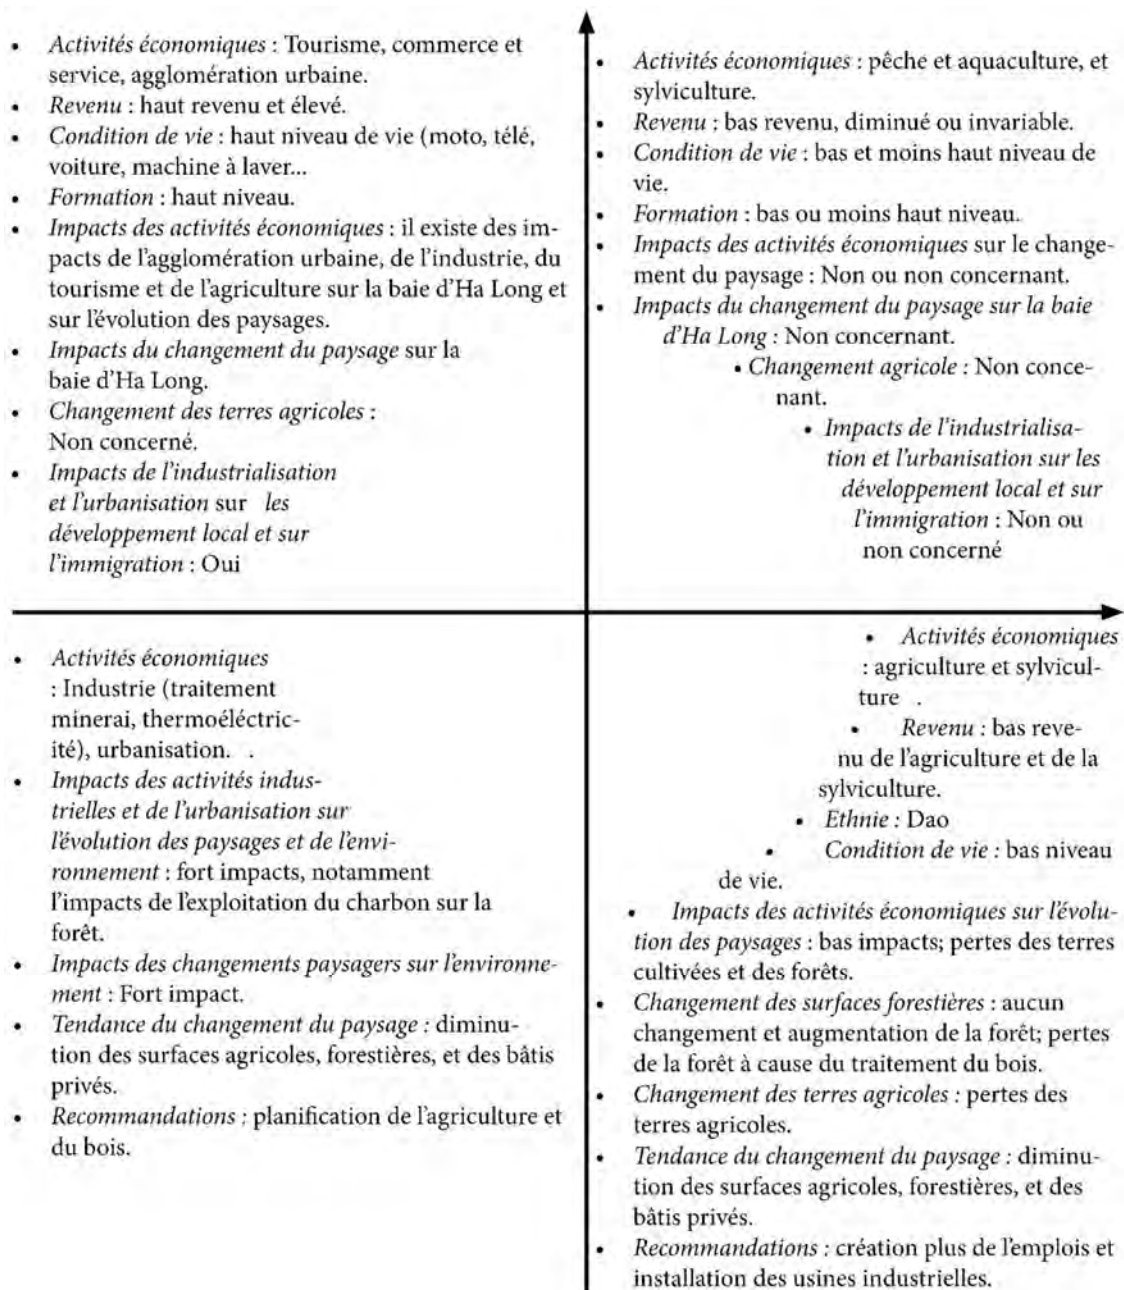 • Activités économiques : Tourisme, commerce et
service, agglomération urbaine.
• Revenu : haut revenu et élevé.
• Condition de vie : haut niveau de vie (moto, télé,
voiture, machine à laver...
• Formation : haut niveau.
• Impacts des activités économiques : il existe des im-
pacts de l'agglomération urbaine, de l'industrie, du
tourisme et de l'agriculture sur la baie d'Ha Long et
sur l'évolution des paysages.
• Impacts du changement du paysage sur la
baie d'Ha Long.
• Changement des terres agricoles :
Non concerné.
• Impacts de l'industrialisation
et l'urbanisation sur les
développement local et sur
l'immigration : Oui
• Activités économiques : pêche et aquaculture, et
sylviculture.
• Revenu : bas revenu, diminué ou invariable.
• Condition de vie : bas et moins haut niveau de
vie.
• Formation : bas ou moins haut niveau.
• Impacts des activités économiques sur le change-
ment du paysage : Non ou non concernant.
• Impacts du changement du paysage sur la baie
d'Ha Long : Non concernant.
• Changement agricole : Non conce-
nant.
• Impacts de l'industrialisa-
tion et l'urbanisation sur les
développement local et sur
l'immigration : Non ou
non concerné
• Activités économiques
: Industrie (traitement
minerai, thermoéléctric-
ité), urbanisation. .
• Impacts des activités indus-
trielles et de l'urbanisation sur
l'évolution des paysages et de l'envi-
ronnement : fort impacts, notamment
l'impacts de l'exploitation du charbon sur la
forêt.
• Impacts des changements paysagers sur l'environne-
ment : Fort impact.
• Tendance du changement du paysage : diminu-
tion des surfaces agricoles, forestières, et des bâtis
privés.
• Recommandations : planification de l'agriculture et
du bois.
• Activités économiques
: agriculture et sylvicul-
ture .
• Revenu : bas reve-
nu de l'agriculture et de la
sylviculture.
• Ethnie : Dao
• Condition de vie : bas niveau
de vie.
• Impacts des activités économiques sur l'évolu-
tion des paysages : bas impacts; pertes des terres
cultivées et des forêts.
• Changement des surfaces forestières : aucun
changement et augmentation de la forêt; pertes
de la forêt à cause du traitement du bois.
• Changement des terres agricoles : pertes des
terres agricoles.
• Tendance du changement du paysage : diminu-
tion des surfaces agricoles, forestières, et des
bâtis privés.
• Recommandations : création plus de l'emplois et
installation des usines industrielles.